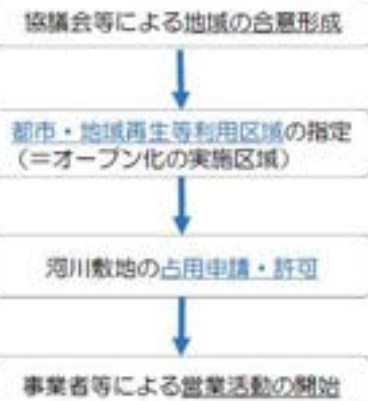 協議会等による地域の合意形成
都市・地域再生等利用区域の指定
(=オープン化の実施区域)
河川敷地の占用申請・許可
事業者等による営業活動の開始